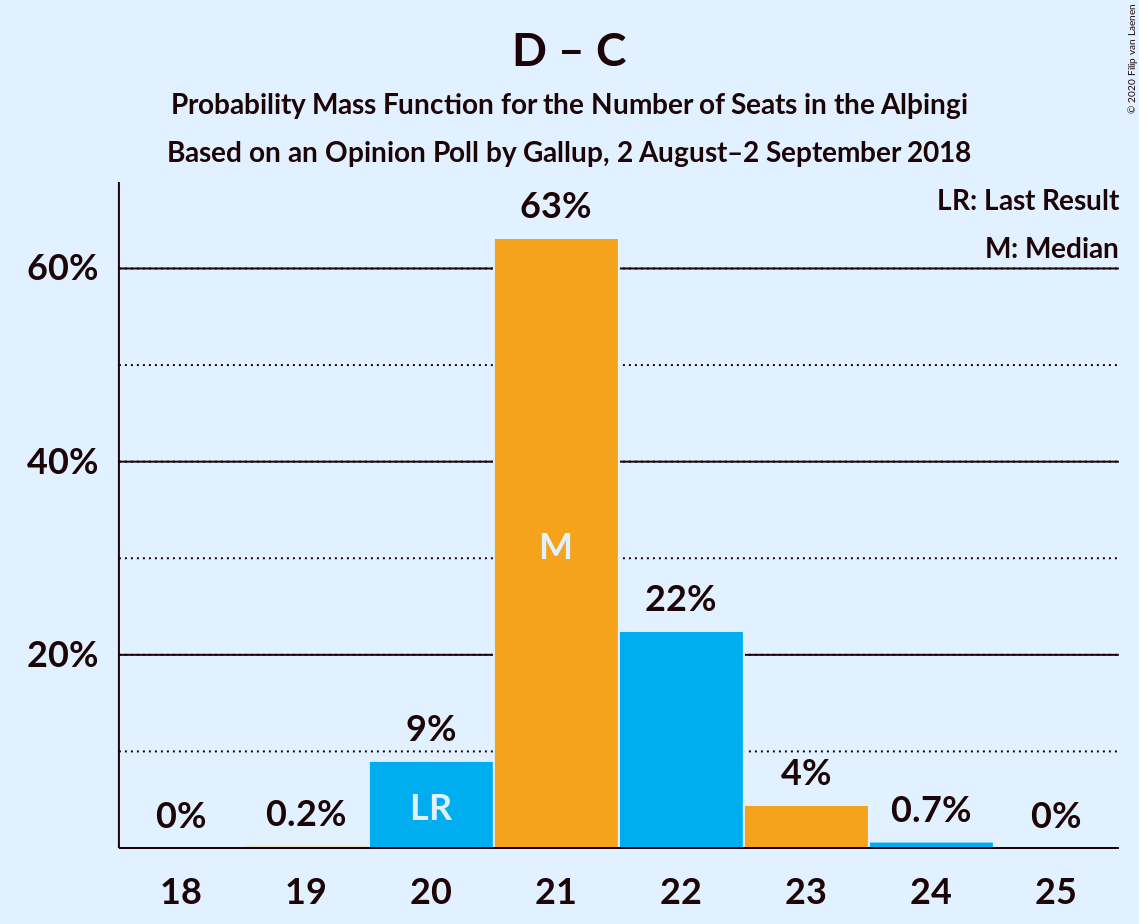 D – C
Probability Mass Function for the Number of Seats in the Alþingi
Based on an Opinion Poll by Gallup, 2 August–2 September 2018
© 2020 Filip van Laenen
LR: Last Result
M: Median
63%
60%
40%
M
22%
20%
9%
4%
LR
0%
0.2%
0.7%
0%
18 19 20 21 22 23 24 25